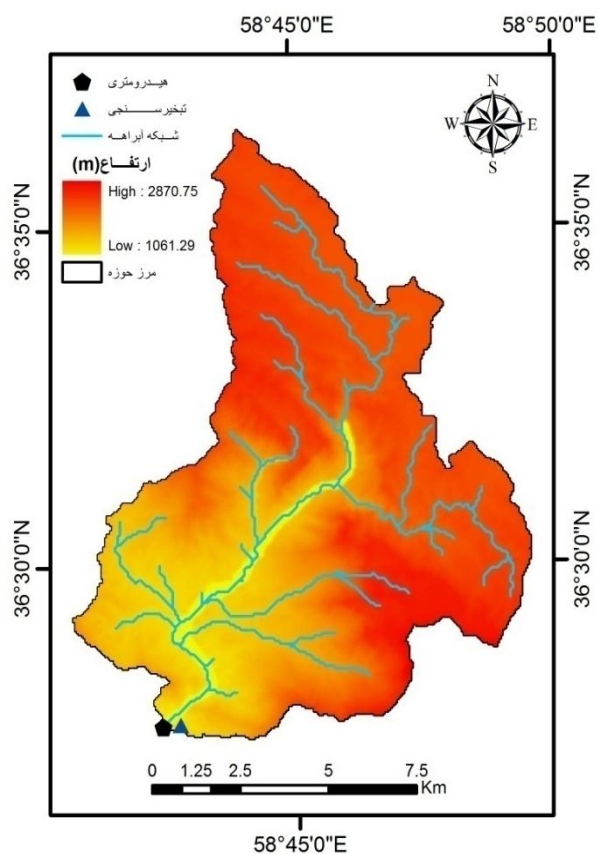 58°45'0"E 58°50'0"E
هیدرومتری
تبخیرسنجی
شبکه آبراهه
ارتفاع(m)
High : 2870.75
Low : 1061.29
مرز حوزه
N
W E
S
36°35'0"N 36°35'0"N
36°30'0"N 36°30'0"N
0 1.25 2.5 5 7.5
Km
58°45'0"E